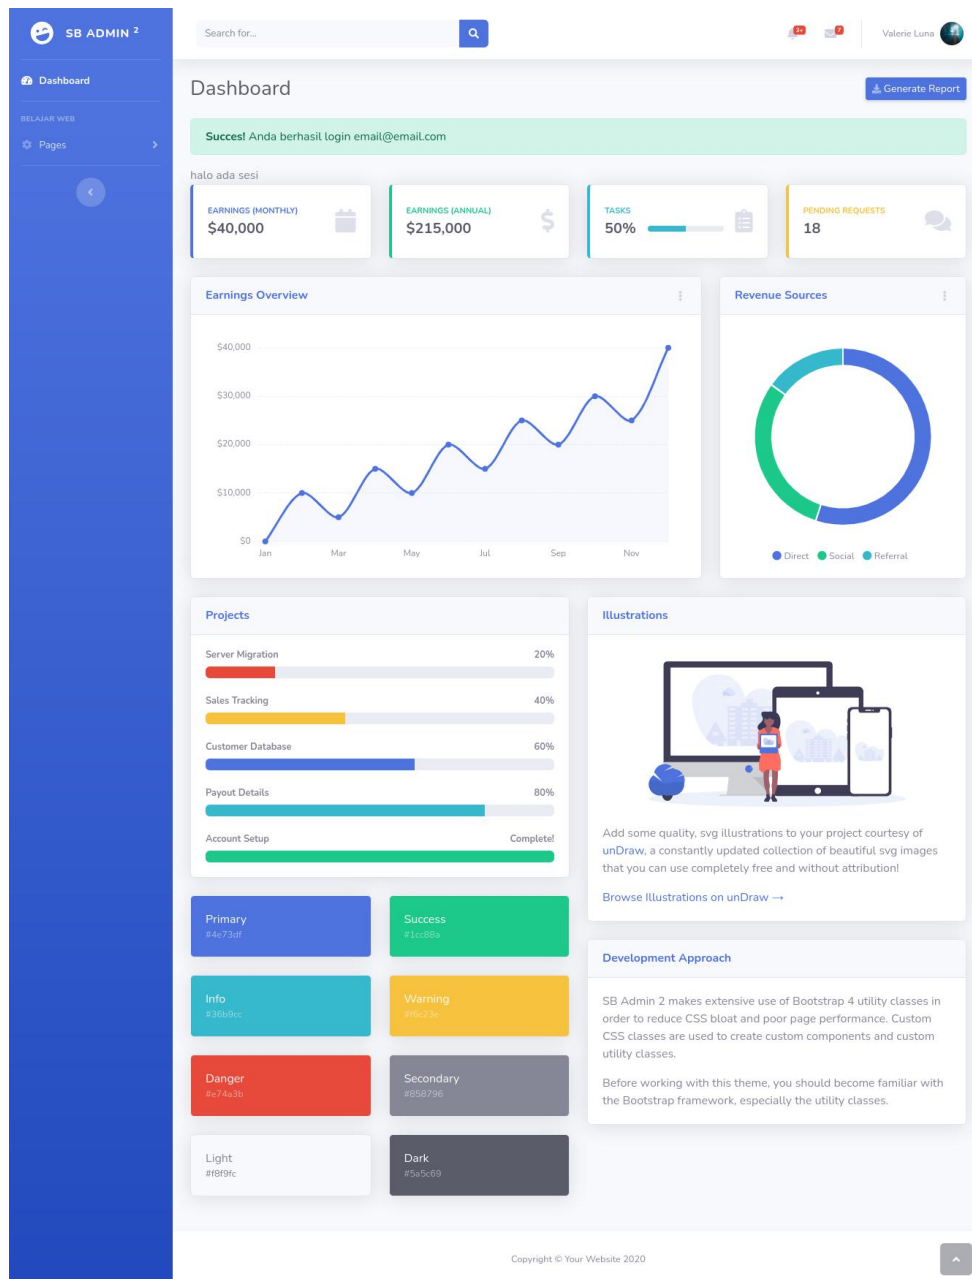 SB ADMIN 2
Search for...
3+
7
Valerie Luna
Dashboard
BELAJAR WEB
Pages
Dashboard
Generate Report
Succes! Anda berhasil login email@email.com
halo ada sesi
EARNINGS (MONTHLY)
$40,000
EARNINGS (ANNUAL)
$215,000
TASKS
50%
PENDING REQUESTS
18
Earnings Overview
$40,000
$30,000
$20,000
$10,000
$0
Jan Mar May Jul Sep Nov
Revenue Sources
Direct Social Referral
Projects
Server Migration 20%
Sales Tracking 40%
Customer Database 60%
Payout Details 80%
Account Setup Complete!
Illustrations
Add some quality, svg illustrations to your project courtesy of
unDraw, a constantly updated collection of beautiful svg images
that you can use completely free and without attribution!
Browse Illustrations on unDraw →
Primary
#4e73df
Success
#1cc88a
Info
#36b9cc
Warning
#f6c23e
Danger
#e74a3b
Secondary
#858796
Light
#f8f9fc
Dark
#5a5c69
Development Approach
SB Admin 2 makes extensive use of Bootstrap 4 utility classes in
order to reduce CSS bloat and poor page performance. Custom
CSS classes are used to create custom components and custom
utility classes.
Before working with this theme, you should become familiar with
the Bootstrap framework, especially the utility classes.
Copyright © Your Website 2020